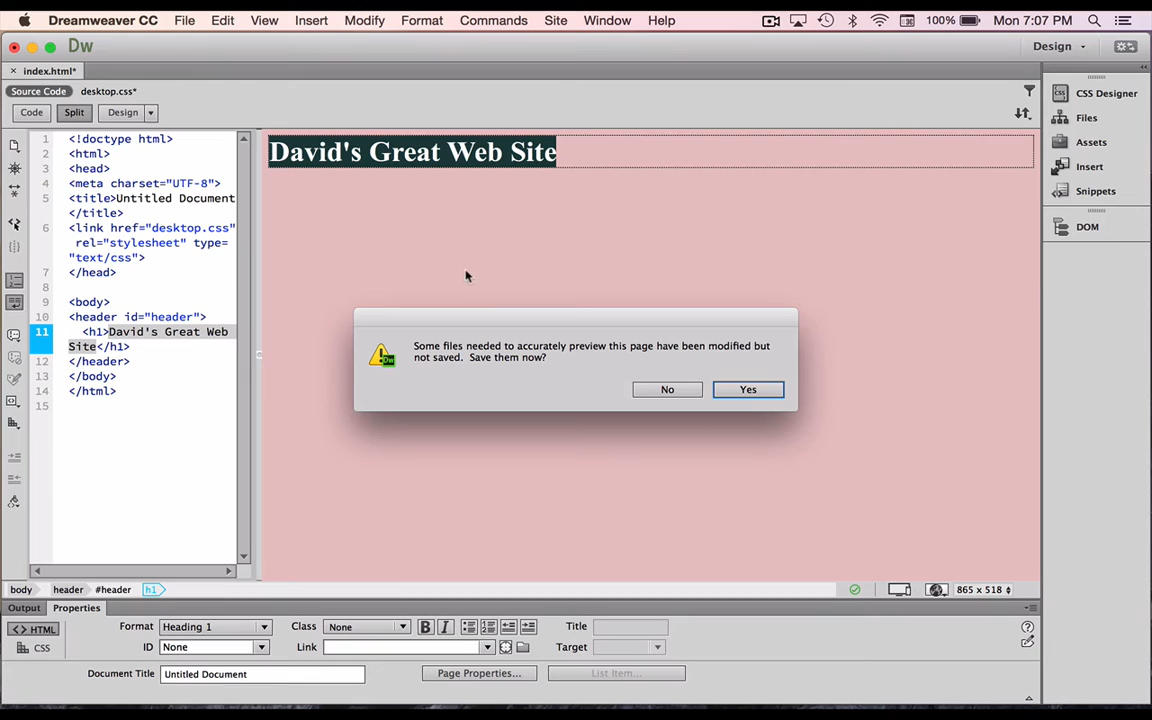 Dreamweaver CC File Edit View Insert Modify Format Commands Site Window Help 100% Mon 7:07 PM
Dw Design
× index.html*
Source Code desktop.css*
Code Split Design
1 <!doctype html>
2 <html>
3 <head>
4 <meta charset="UTF-8">
5 <title>Untitled Document
</title>
6 <link href="desktop.css"
rel="stylesheet" type=
"text/css">
7 </head>
8
9 <body>
10 <header id="header">
11 <h1>David's Great Web
Site</h1>
12 </header>
13 </body>
14 </html>
15
David's Great Web Site
Some files needed to accurately preview this page have been modified but
not saved. Save them now?
No Yes
CSS Designer
Files
Assets
Insert
Snippets
DOM
body header #header h1 865 x 518
Output Properties
<> HTML Format Heading 1 Class None B I Title
CSS ID None Link Target
Document Title Untitled Document Page Properties... List Item...